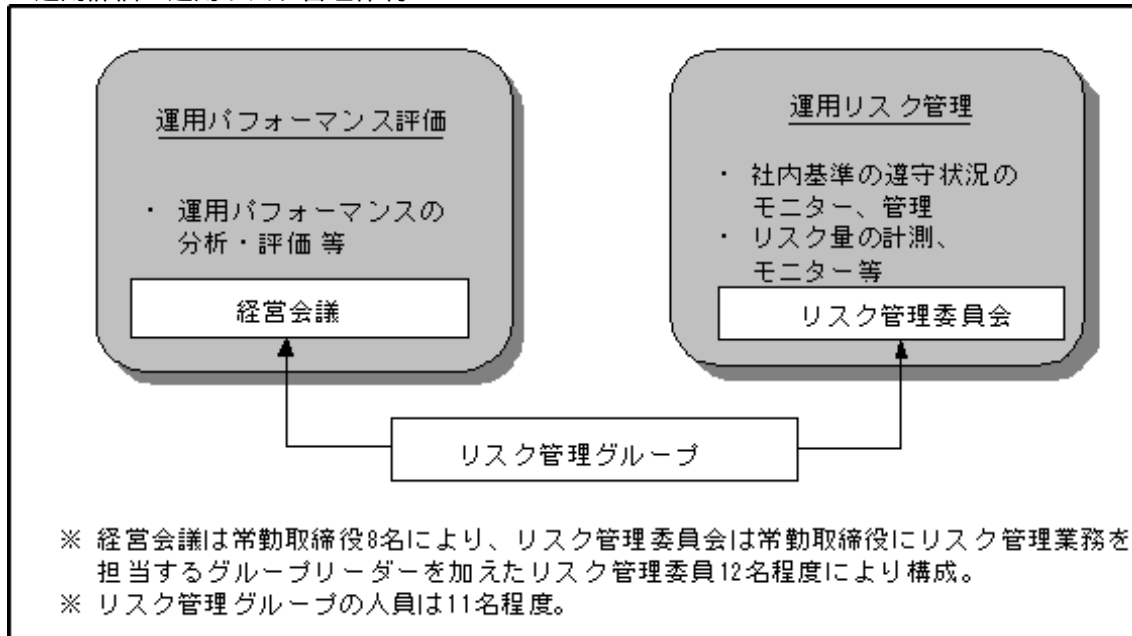 運用パフォーマンス評価
・ 運用パフォーマンスの
分析・評価 等
経営会議
運用リスク管理
・ 社内基準の遵守状況の
モニター、管理
・ リスク量の計測、
モニター等
リスク管理委員会
リスク管理グループ
※ 経営会議は常勤取締役8名により、リスク管理委員会は常勤取締役にリスク管理業務を
担当するグループリーダーを加えたリスク管理委員12名程度により構成。
※ リスク管理グループの人員は11名程度。